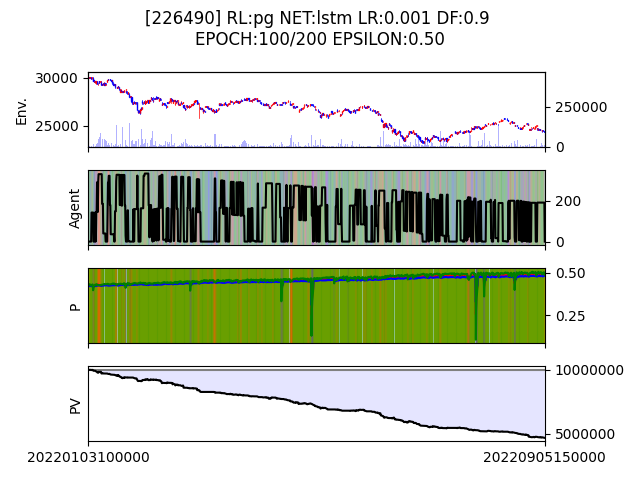 [226490] RL:pg NET:lstm LR:0.001 DF:0.9
EPOCH:100/200 EPSILON:0.50
Env.
30000
25000
250000
0
Agent
200
0
P
0.50
0.25
PV
10000000
5000000
20220103100000
20220905150000